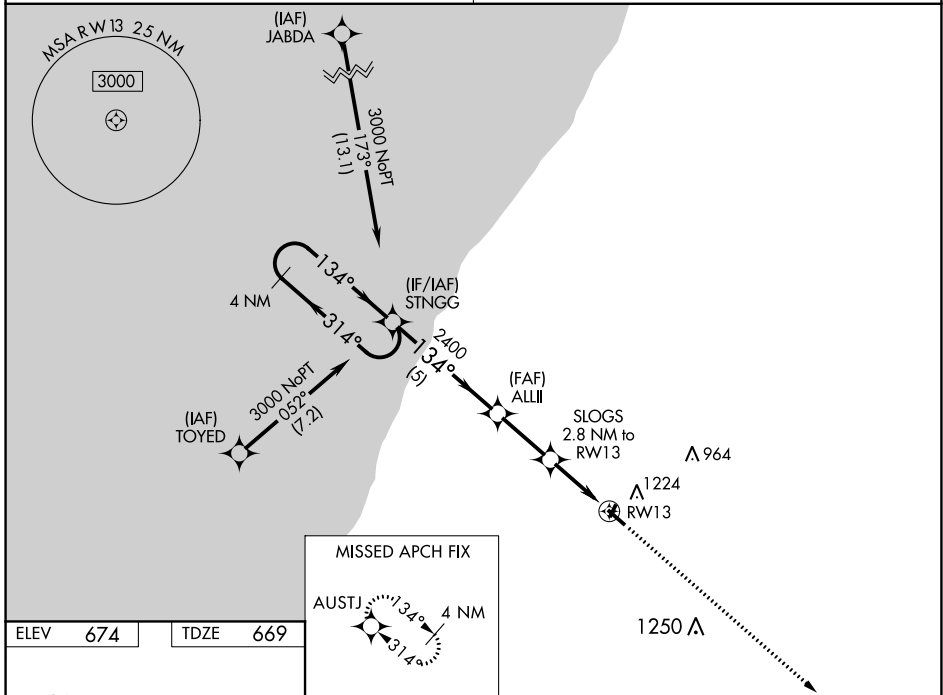 MSA RW13 25 NM
3000
(IAF)
JABDA
3000 NoPT
173°
(13.1)
134°
4 NM
314°
(IF/IAF)
STNGG
2400
134°
(5)
3000 NoPT
052°
(7.2)
(IAF)
TOYED
(FAF)
ALLII
SLOGS
2.8 NM to
RW13
964
1224
RW13
1250
MISSED APCH FIX
AUSTJ
134°
4 NM
314°
ELEV 674
TDZE 669